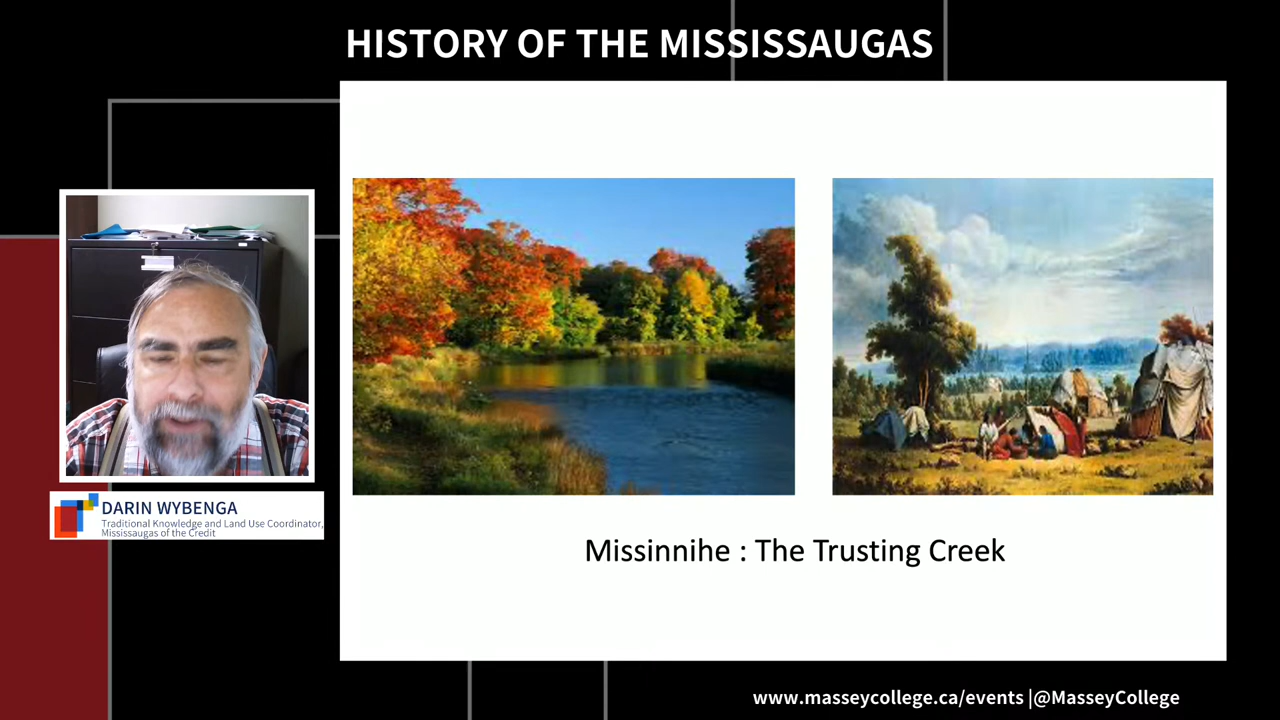 HISTORY OF THE MISSISSAUGAS
DARIN WYBENGA
Traditional Knowledge and Land Use Coordinator,
Mississaugas of the Credit
Missinnihe : The Trusting Creek
www.masseycollege.ca/events |@MasseyCollege